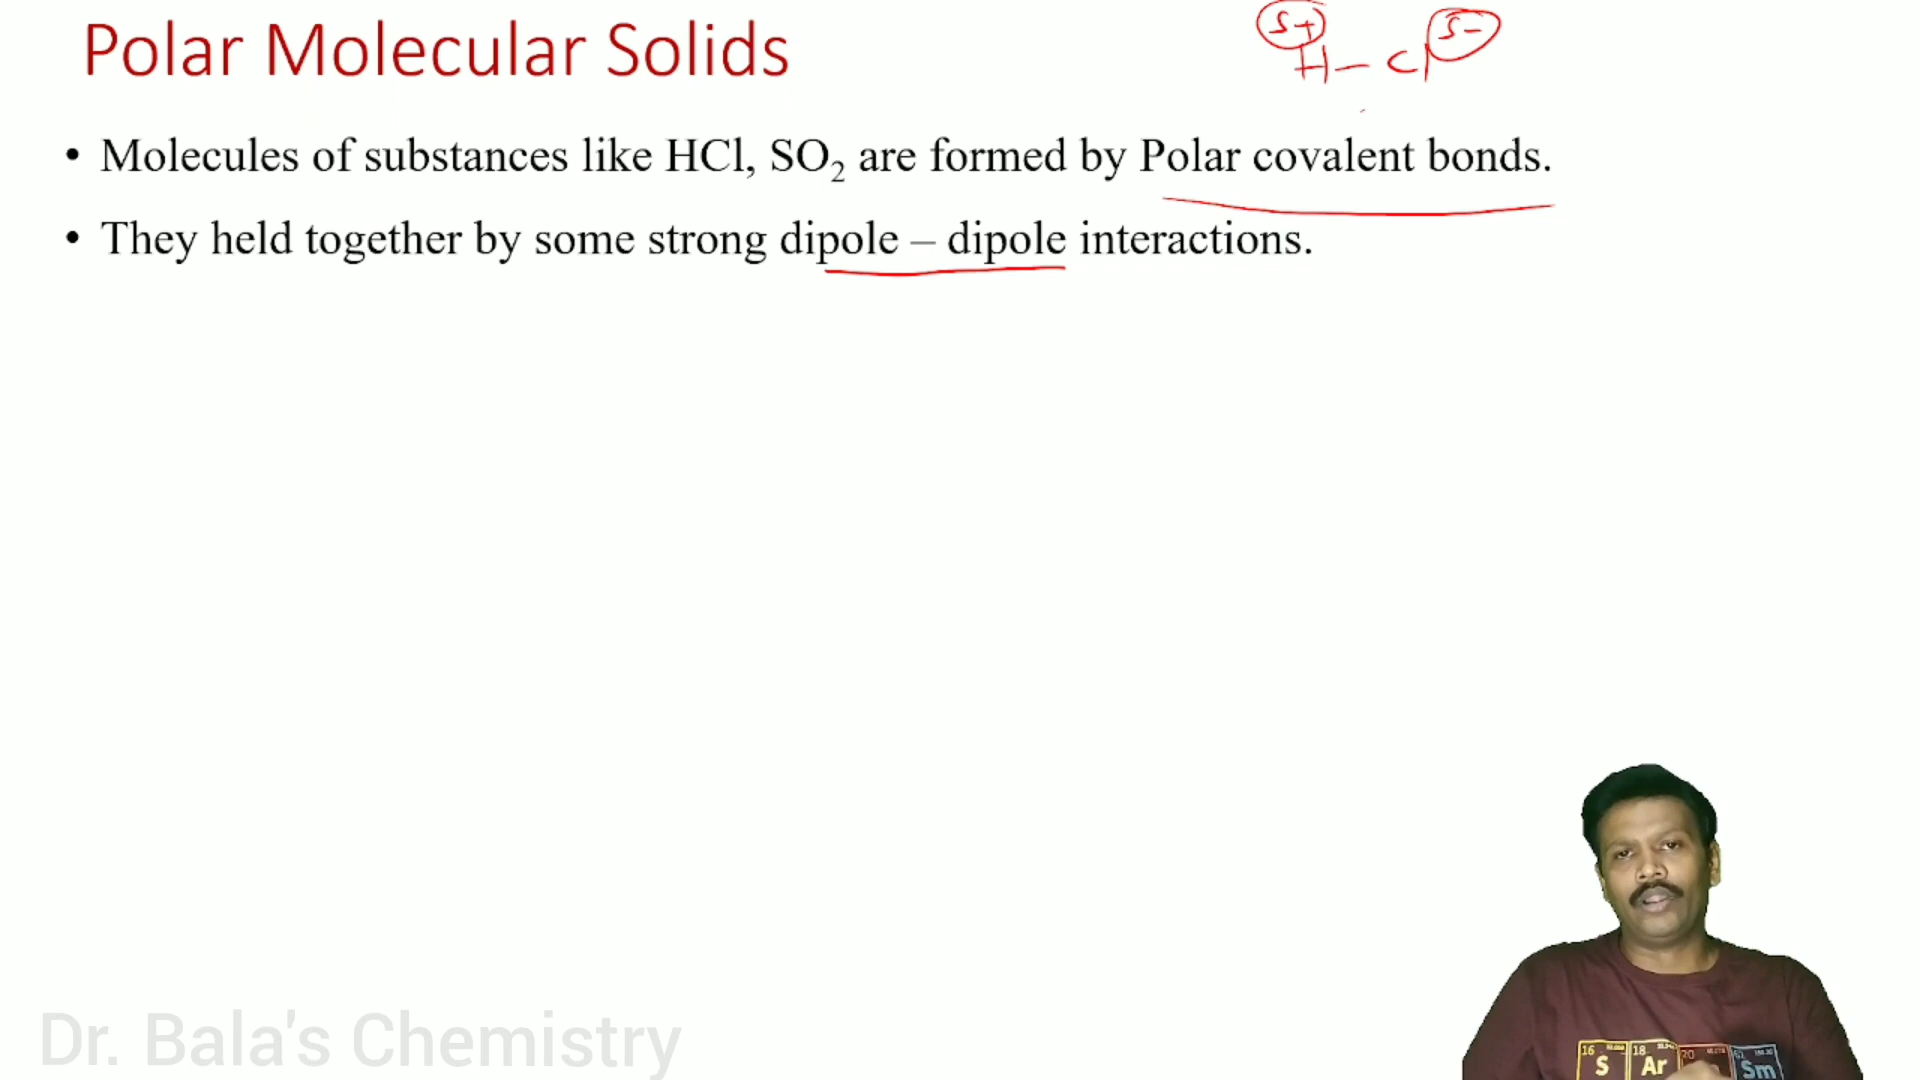 Polar Molecular Solids
δ+ δ-
H – Cl
• Molecules of substances like HCl, SO₂ are formed by Polar covalent bonds.
• They held together by some strong dipole – dipole interactions.
Dr. Bala's Chemistry
16 18 20
S Ar Sm